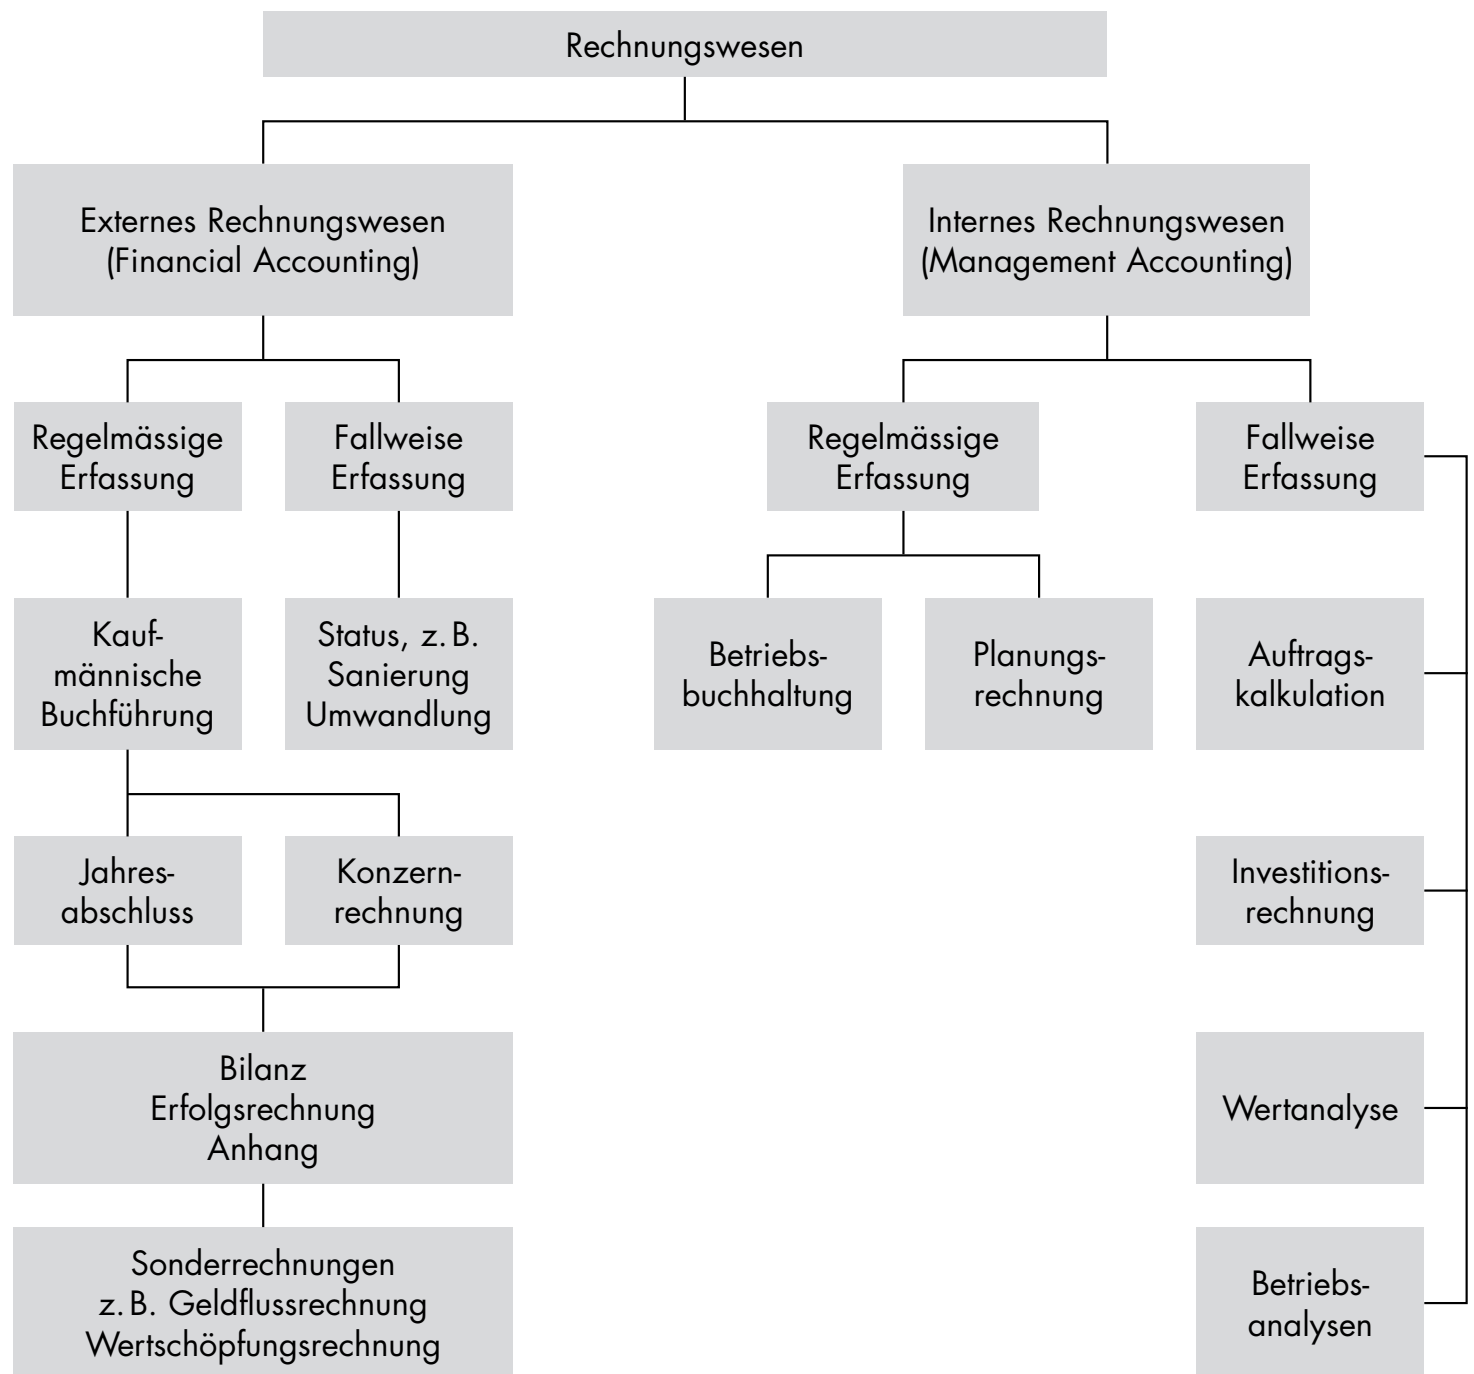 Rechnungswesen
Externes Rechnungswesen
(Financial Accounting)
Internes Rechnungswesen
(Management Accounting)
Regelmässige
Erfassung
Fallweise
Erfassung
Regelmässige
Erfassung
Fallweise
Erfassung
Kauf-
männische
Buchführung
Status, z. B.
Sanierung
Umwandlung
Betriebs-
buchhaltung
Planungs-
rechnung
Auftrags-
kalkulation
Jahres-
abschluss
Konzern-
rechnung
Investitions-
rechnung
Bilanz
Erfolgsrechnung
Anhang
Wertanalyse
Sonderrechnungen
z. B. Geldflussrechnung
Wertschöpfungsrechnung
Betriebs-
analysen